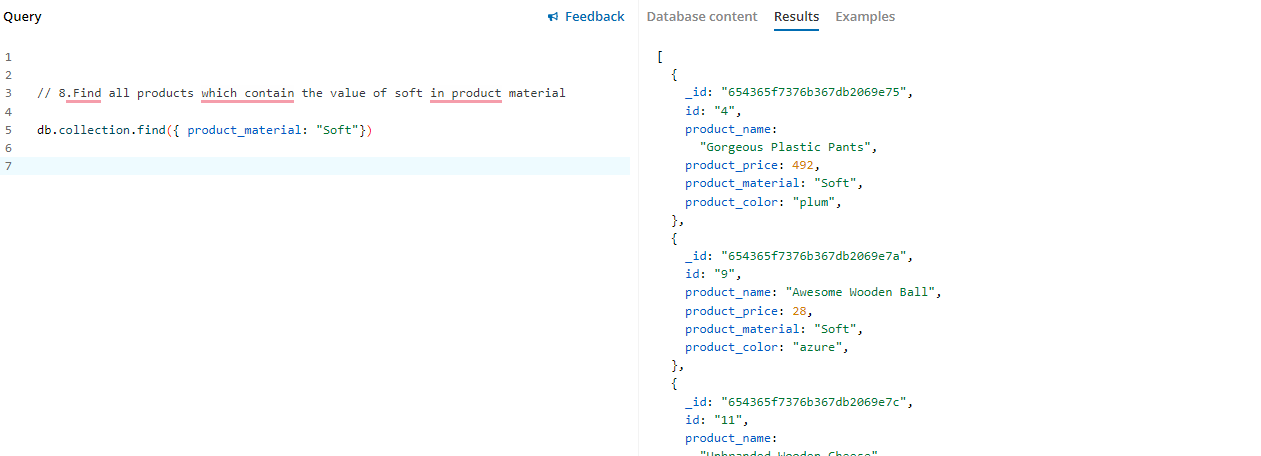 Query
Feedback
1
2
3 // 8.Find all products which contain the value of soft in product material
4
5 db.collection.find({ product_material: "Soft"})
6
7
Database content Results Examples
[
{
_id: "654365f7376b367db2069e75",
id: "4",
product_name:
"Gorgeous Plastic Pants",
product_price: 492,
product_material: "Soft",
product_color: "plum",
},
{
_id: "654365f7376b367db2069e7a",
id: "9",
product_name: "Awesome Wooden Ball",
product_price: 28,
product_material: "Soft",
product_color: "azure",
},
{
_id: "654365f7376b367db2069e7c",
id: "11",
product_name: